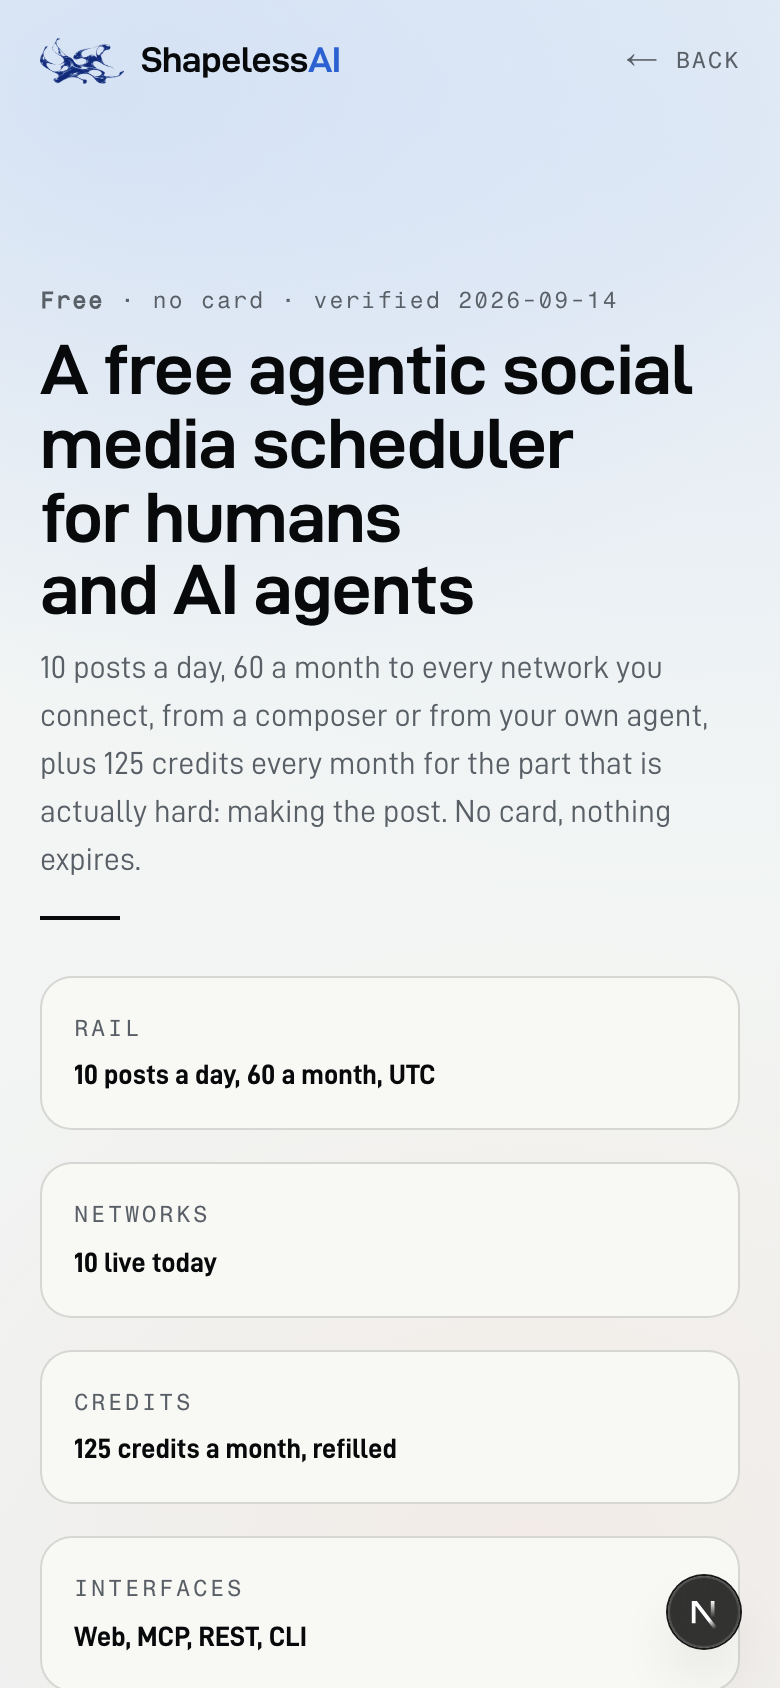 ShapelessAI
← BACK
Free · no card · verified 2026-09-14
A free agentic social
media scheduler
for humans
and AI agents
10 posts a day, 60 a month to every network you
connect, from a composer or from your own agent,
plus 125 credits every month for the part that is
actually hard: making the post. No card, nothing
expires.
RAIL
10 posts a day, 60 a month, UTC
NETWORKS
10 live today
CREDITS
125 credits a month, refilled
INTERFACES
Web, MCP, REST, CLI
N